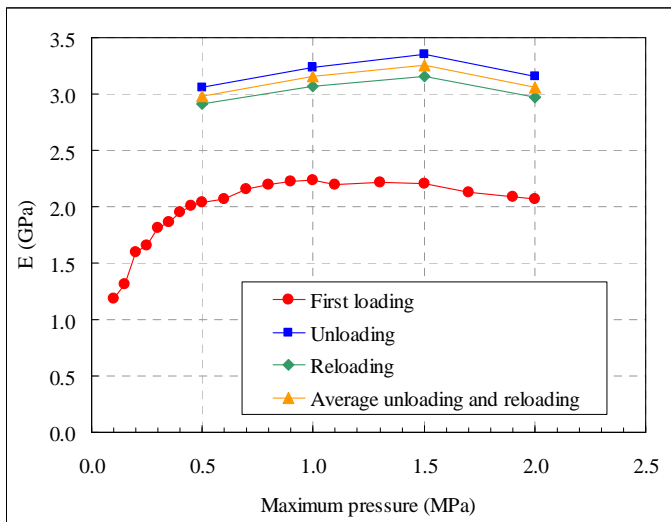 3.5
3.0
2.5
2.0
1.5
1.0
0.5
0.0
E (GPa)
First loading
Unloading
Reloading
Average unloading and reloading
0.0 0.5 1.0 1.5 2.0 2.5
Maximum pressure (MPa)